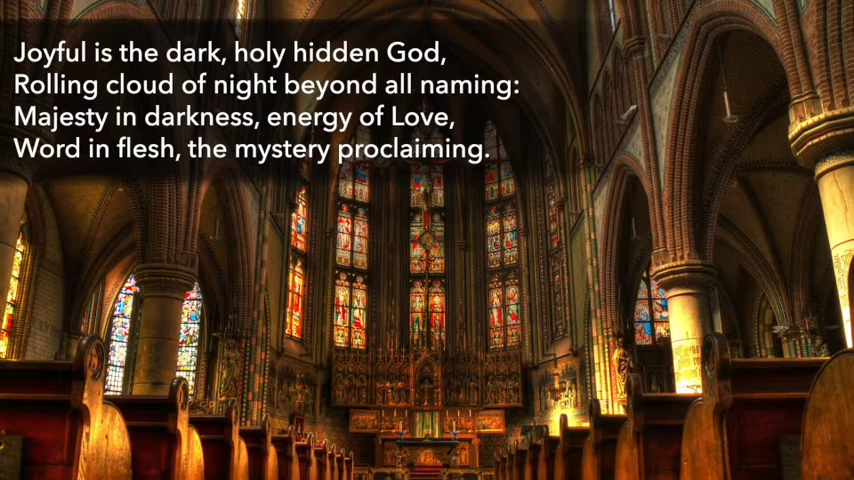 Joyful is the dark, holy hidden God,
Rolling cloud of night beyond all naming:
Majesty in darkness, energy of Love,
Word in flesh, the mystery proclaiming.